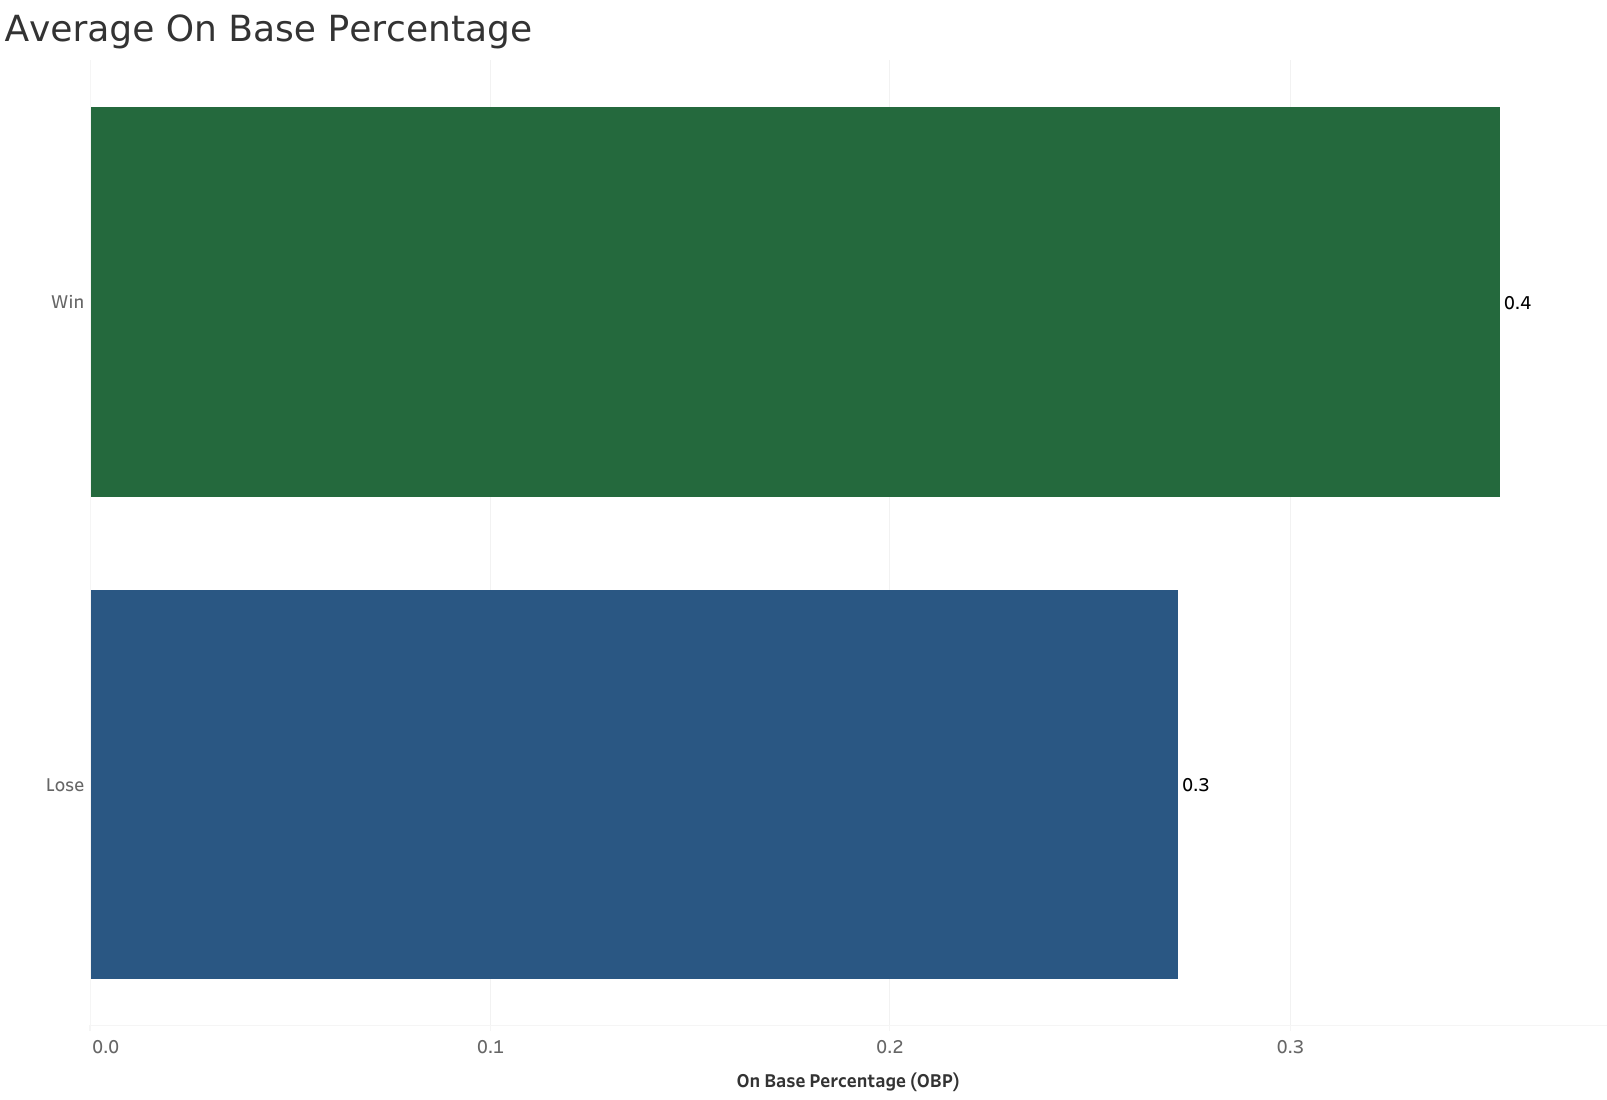 Average On Base Percentage
Win
0.4
Lose
0.3
0.0 0.1 0.2 0.3
On Base Percentage (OBP)